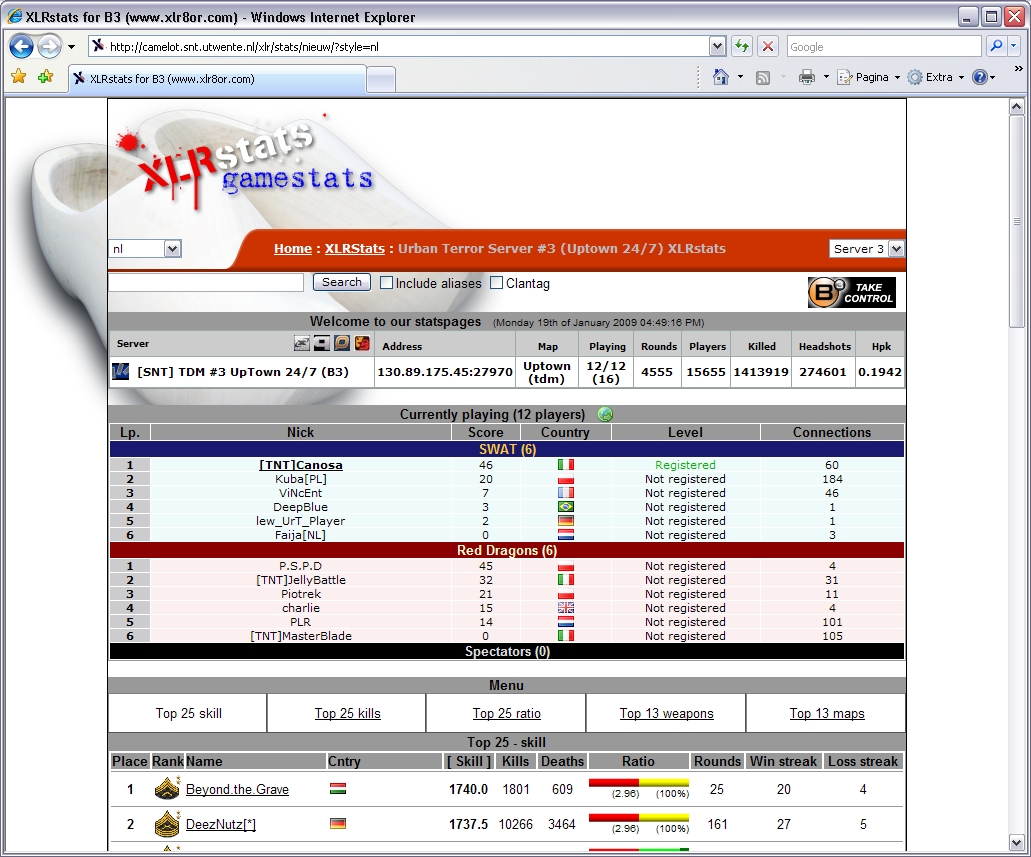 XLRstats for B3 (www.xlr8or.com) - Windows Internet Explorer
http://camelot.snt.utwente.nl/xlr/stats/nieuw/?style=nl
Google
XLRstats for B3 (www.xlr8or.com)
Pagina Extra
XLRstats
gamestats
nl Home : XLRStats : Urban Terror Server #3 (Uptown 24/7) XLRstats Server 3
Search Include aliases Clantag
B3 TAKE CONTROL
Welcome to our statspages (Monday 19th of January 2009 04:49:16 PM)
Server Address Map Playing Rounds Players Killed Headshots Hpk
[SNT] TDM #3 UpTown 24/7 (B3) 130.89.175.45:27970 Uptown (tdm) 12/12 (16) 4555 15655 1413919 274601 0.1942
Currently playing (12 players)
Lp. Nick Score Country Level Connections
SWAT (6)
1 [TNT]Canosa 46 Registered 60
2 Kuba[PL] 20 Not registered 184
3 ViNcEnt 7 Not registered 46
4 DeepBlue 3 Not registered 1
5 lew_UrT_Player 2 Not registered 1
6 Faija[NL] 0 Not registered 3
Red Dragons (6)
1 P.S.P.D 45 Not registered 4
2 [TNT]JellyBattle 32 Not registered 31
3 Piotrek 21 Not registered 11
4 charlie 15 Not registered 4
5 PLR 14 Not registered 101
6 [TNT]MasterBlade 0 Not registered 105
Spectators (0)
Menu
Top 25 skill Top 25 kills Top 25 ratio Top 13 weapons Top 13 maps
Top 25 - skill
Place Rank Name Cntry [ Skill ] Kills Deaths Ratio Rounds Win streak Loss streak
1 Beyond.the.Grave 1740.0 1801 609 (2.96) (100%) 25 20 4
2 DeezNutz[*] 1737.5 10266 3464 (2.96) (100%) 161 27 5